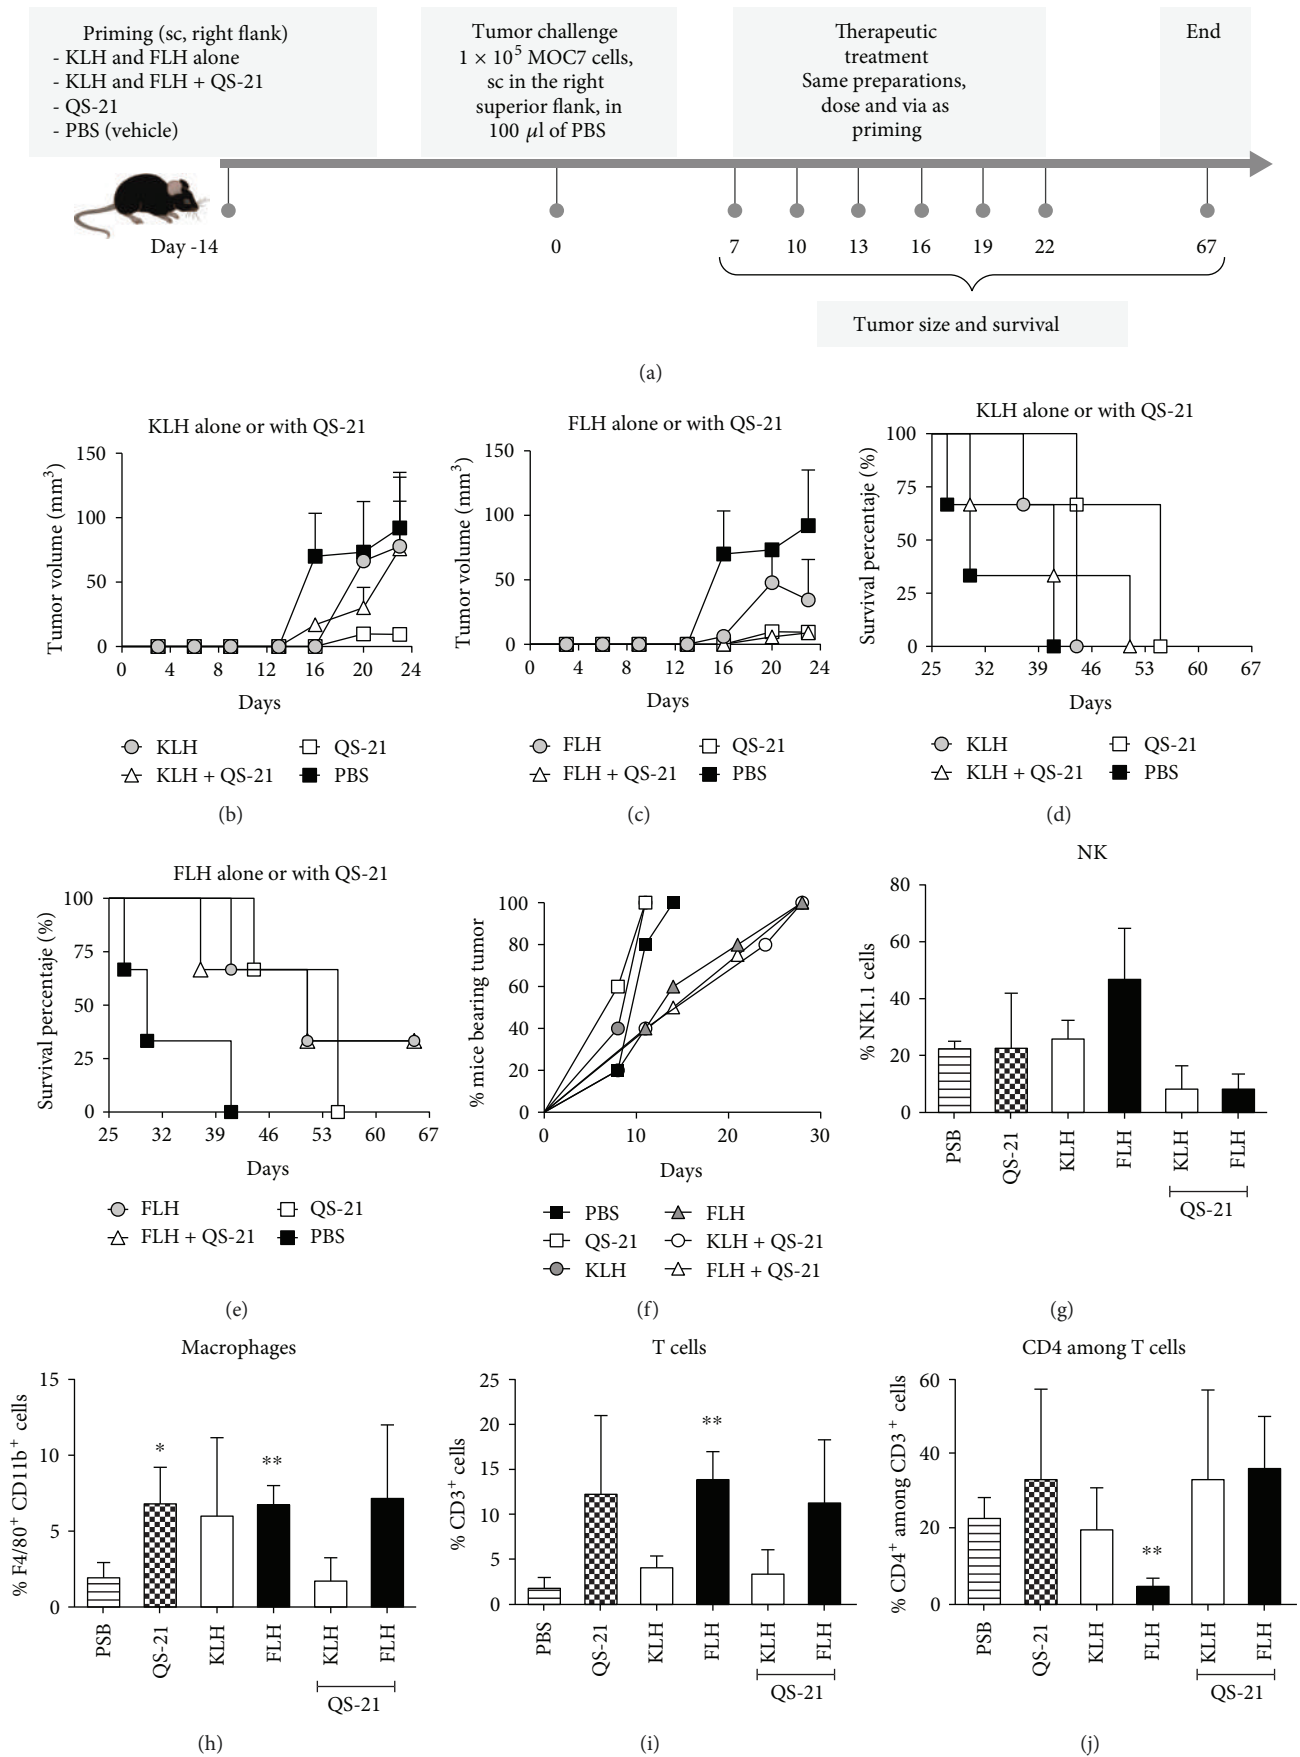 Priming (sc, right flank)
- KLH and FLH alone
- KLH and FLH + QS-21
- QS-21
- PBS (vehicle)
Tumor challenge
1 × 10⁵ MOC7 cells,
sc in the right
superior flank, in
100 μl of PBS
Therapeutic
treatment
Same preparations,
dose and via as
priming
End
Day -14
0
7
10
13
16
19
22
67
Tumor size and survival
(a)
KLH alone or with QS-21
Tumor volume (mm³)
150
100
50
0
0 4 8 12 16 20 24
Days
KLH
QS-21
KLH + QS-21
PBS
(b)
FLH alone or with QS-21
Tumor volume (mm³)
150
100
50
0
0 4 8 12 16 20 24
Days
FLH
QS-21
FLH + QS-21
PBS
(c)
KLH alone or with QS-21
Survival percentaje (%)
100
75
50
25
0
25 32 39 46 53 60 67
Days
KLH
QS-21
KLH + QS-21
PBS
(d)
FLH alone or with QS-21
Survival percentaje (%)
100
75
50
25
0
25 32 39 46 53 60 67
Days
FLH
QS-21
FLH + QS-21
PBS
(e)
% mice bearing tumor
100
80
60
40
20
0
0 10 20 30
Days
PBS
FLH
QS-21
KLH + QS-21
KLH
FLH + QS-21
(f)
NK
% NK1.1 cells
80
60
40
20
0
PSB
QS-21
KLH
FLH
KLH
FLH
QS-21
(g)
Macrophages
% F4/80⁺ CD11b⁺ cells
15
10
5
0
*
**
PSB
QS-21
KLH
FLH
KLH
FLH
QS-21
(h)
T cells
% CD3⁺ cells
25
20
15
10
5
0
**
PBS
QS-21
KLH
FLH
KLH
FLH
QS-21
(i)
CD4 among T cells
% CD4⁺ among CD3⁺ cells
60
40
20
0
**
PSB
QS-21
KLH
FLH
KLH
FLH
QS-21
(j)